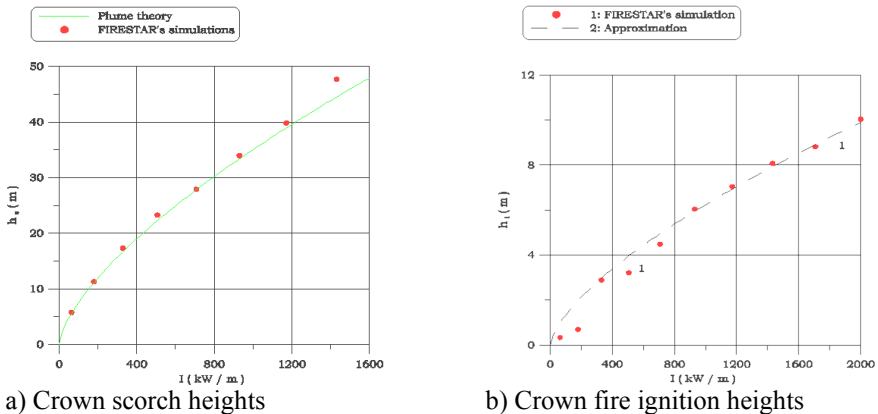 Plume theory
FIRESTAR's simulations
50
40
30
20
10
0
h s (m)
0 400 800 1200 1600
I ( kW / m )
a) Crown scorch heights
1: FIRESTAR's simulation
2: Approximation
12
8
4
0
h i (m)
1
1
0 400 800 1200 1600 2000
I ( kW / m )
b) Crown fire ignition heights